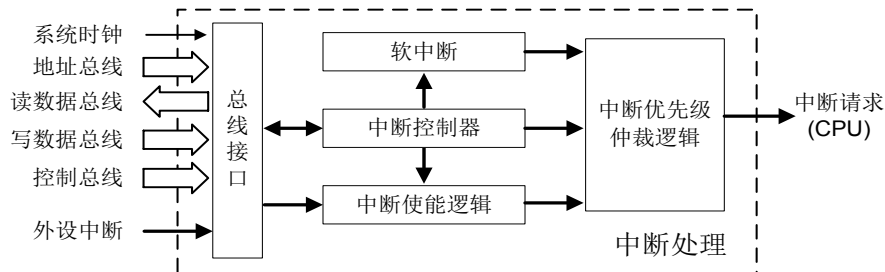 系统时钟
地址总线
读数据总线
写数据总线
控制总线
外设中断
总
线
接
口
软中断
中断控制器
中断使能逻辑
中断优先级
仲裁逻辑
中断请求
(CPU)
中断处理